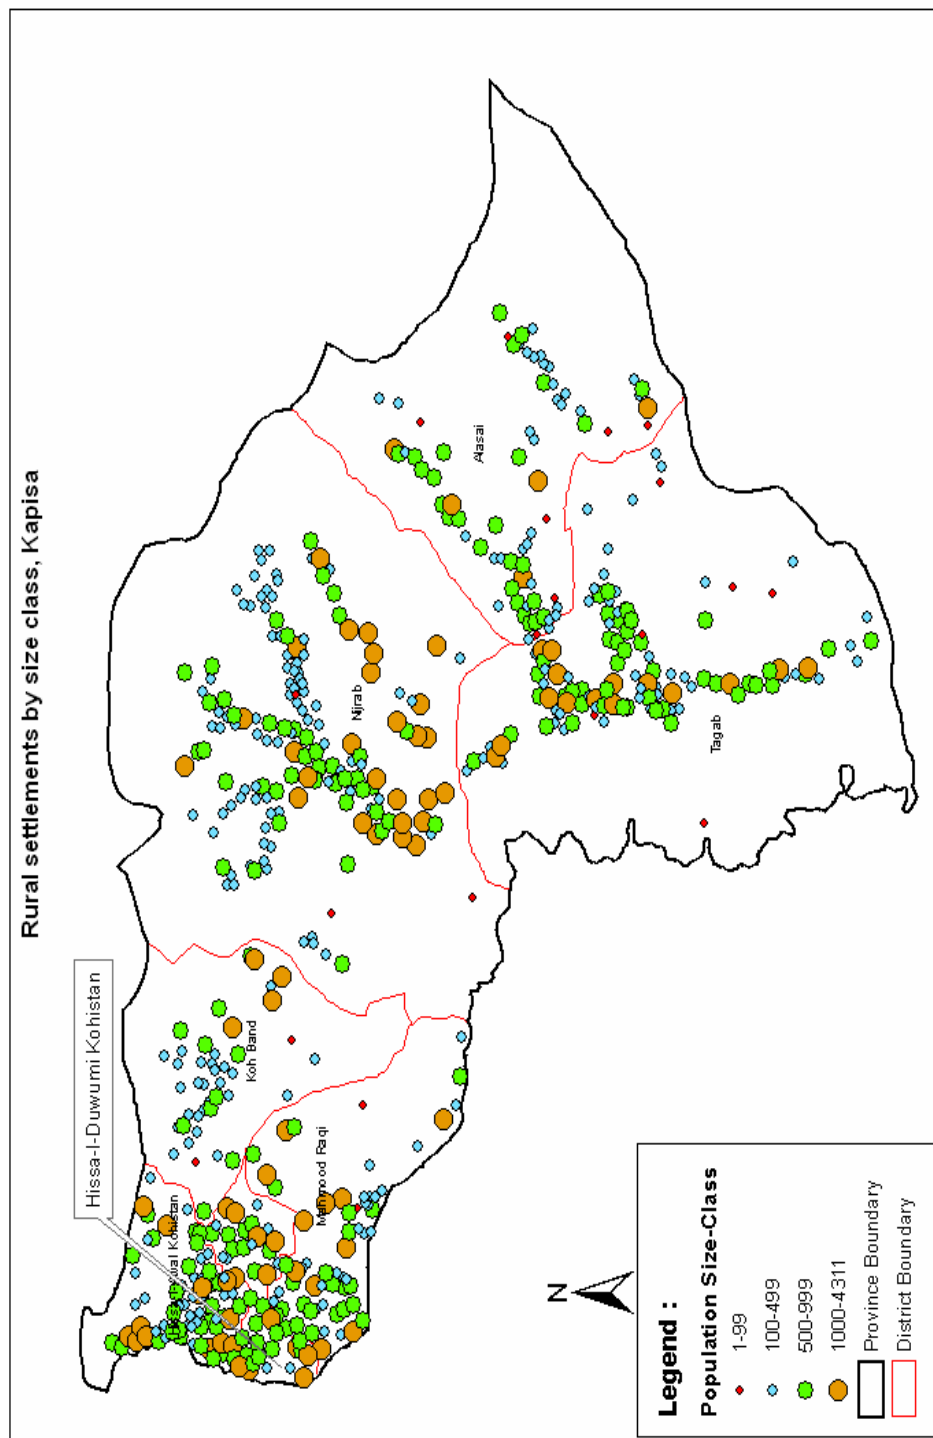 Rural settlements by size class, Kapisa
Hissa-I-Duwumi Kohistan
Kohistan
Koh Band
Mahmood Raqi
Nijrab
Alasai
Tagab
N
Legend :
Population Size-Class
1-99
100-499
500-999
1000-4311
Province Boundary
District Boundary